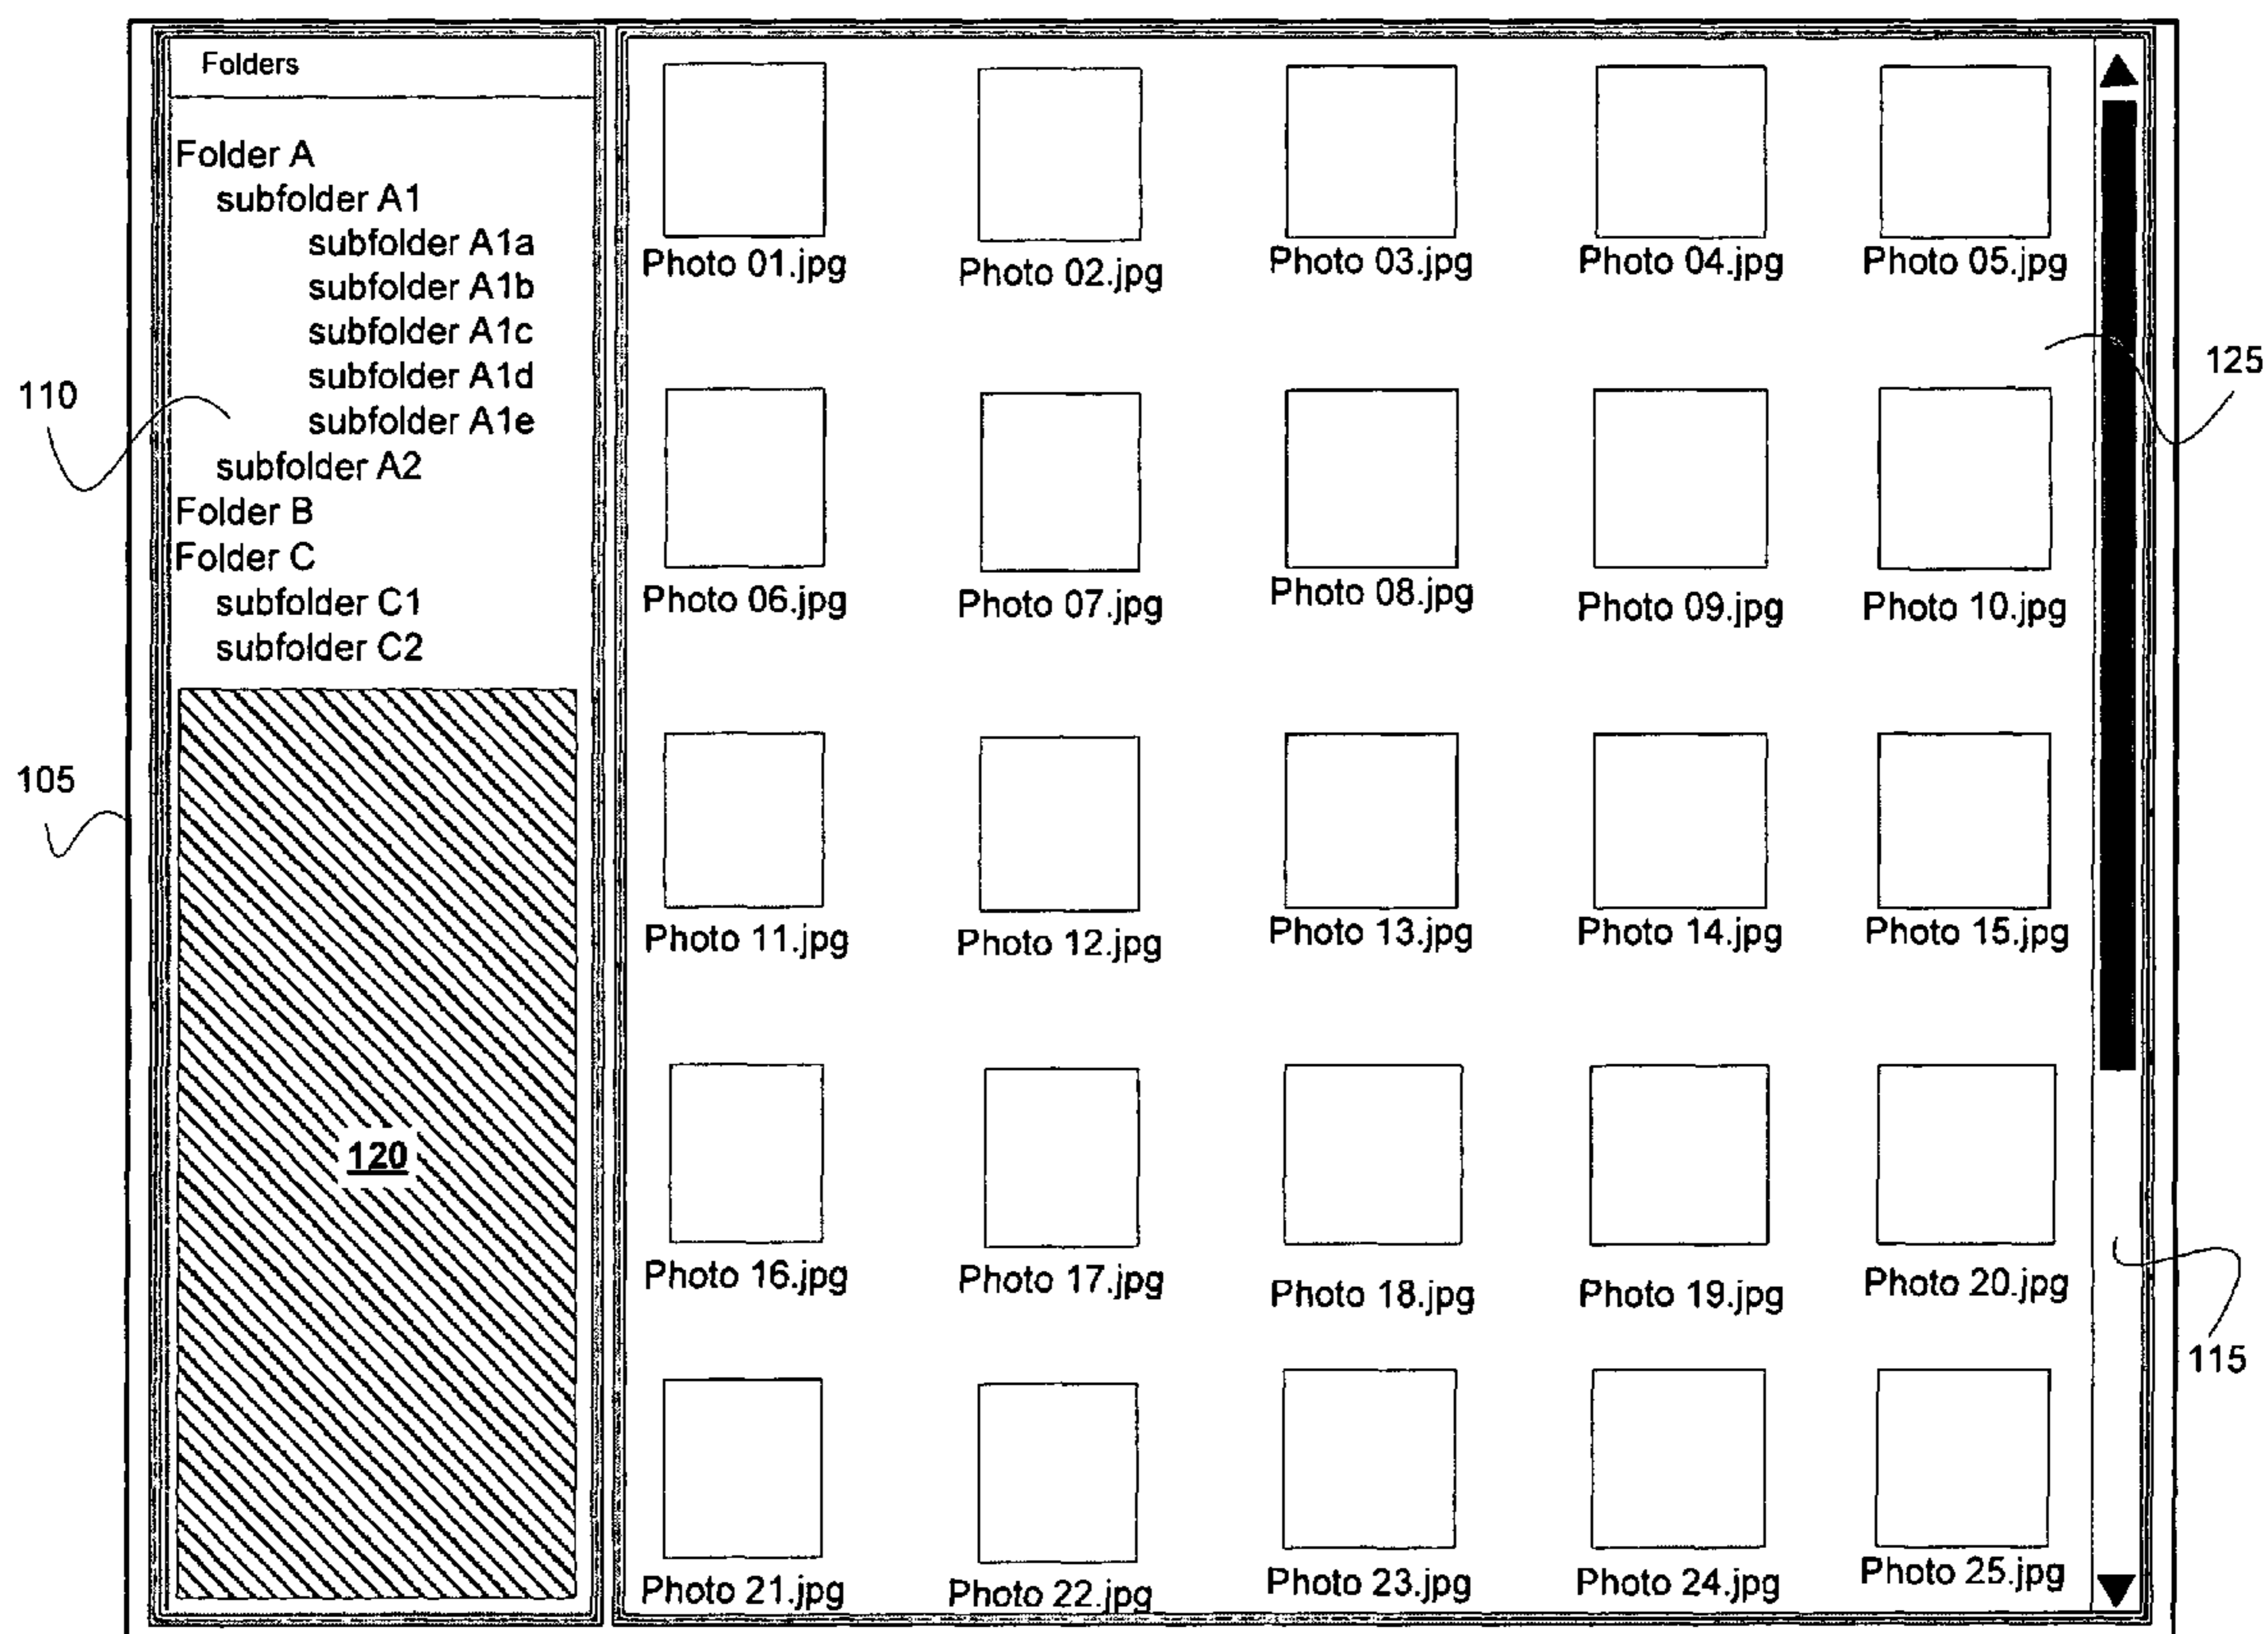 Folders
Folder A
subfolder A1
subfolder A1a
subfolder A1b
subfolder A1c
subfolder A1d
subfolder A1e
subfolder A2
Folder B
Folder C
subfolder C1
subfolder C2
110
105
120
Photo 01.jpg Photo 02.jpg Photo 03.jpg Photo 04.jpg Photo 05.jpg
Photo 06.jpg Photo 07.jpg Photo 08.jpg Photo 09.jpg Photo 10.jpg
Photo 11.jpg Photo 12.jpg Photo 13.jpg Photo 14.jpg Photo 15.jpg
Photo 16.jpg Photo 17.jpg Photo 18.jpg Photo 19.jpg Photo 20.jpg
Photo 21.jpg Photo 22.jpg Photo 23.jpg Photo 24.jpg Photo 25.jpg
125
115